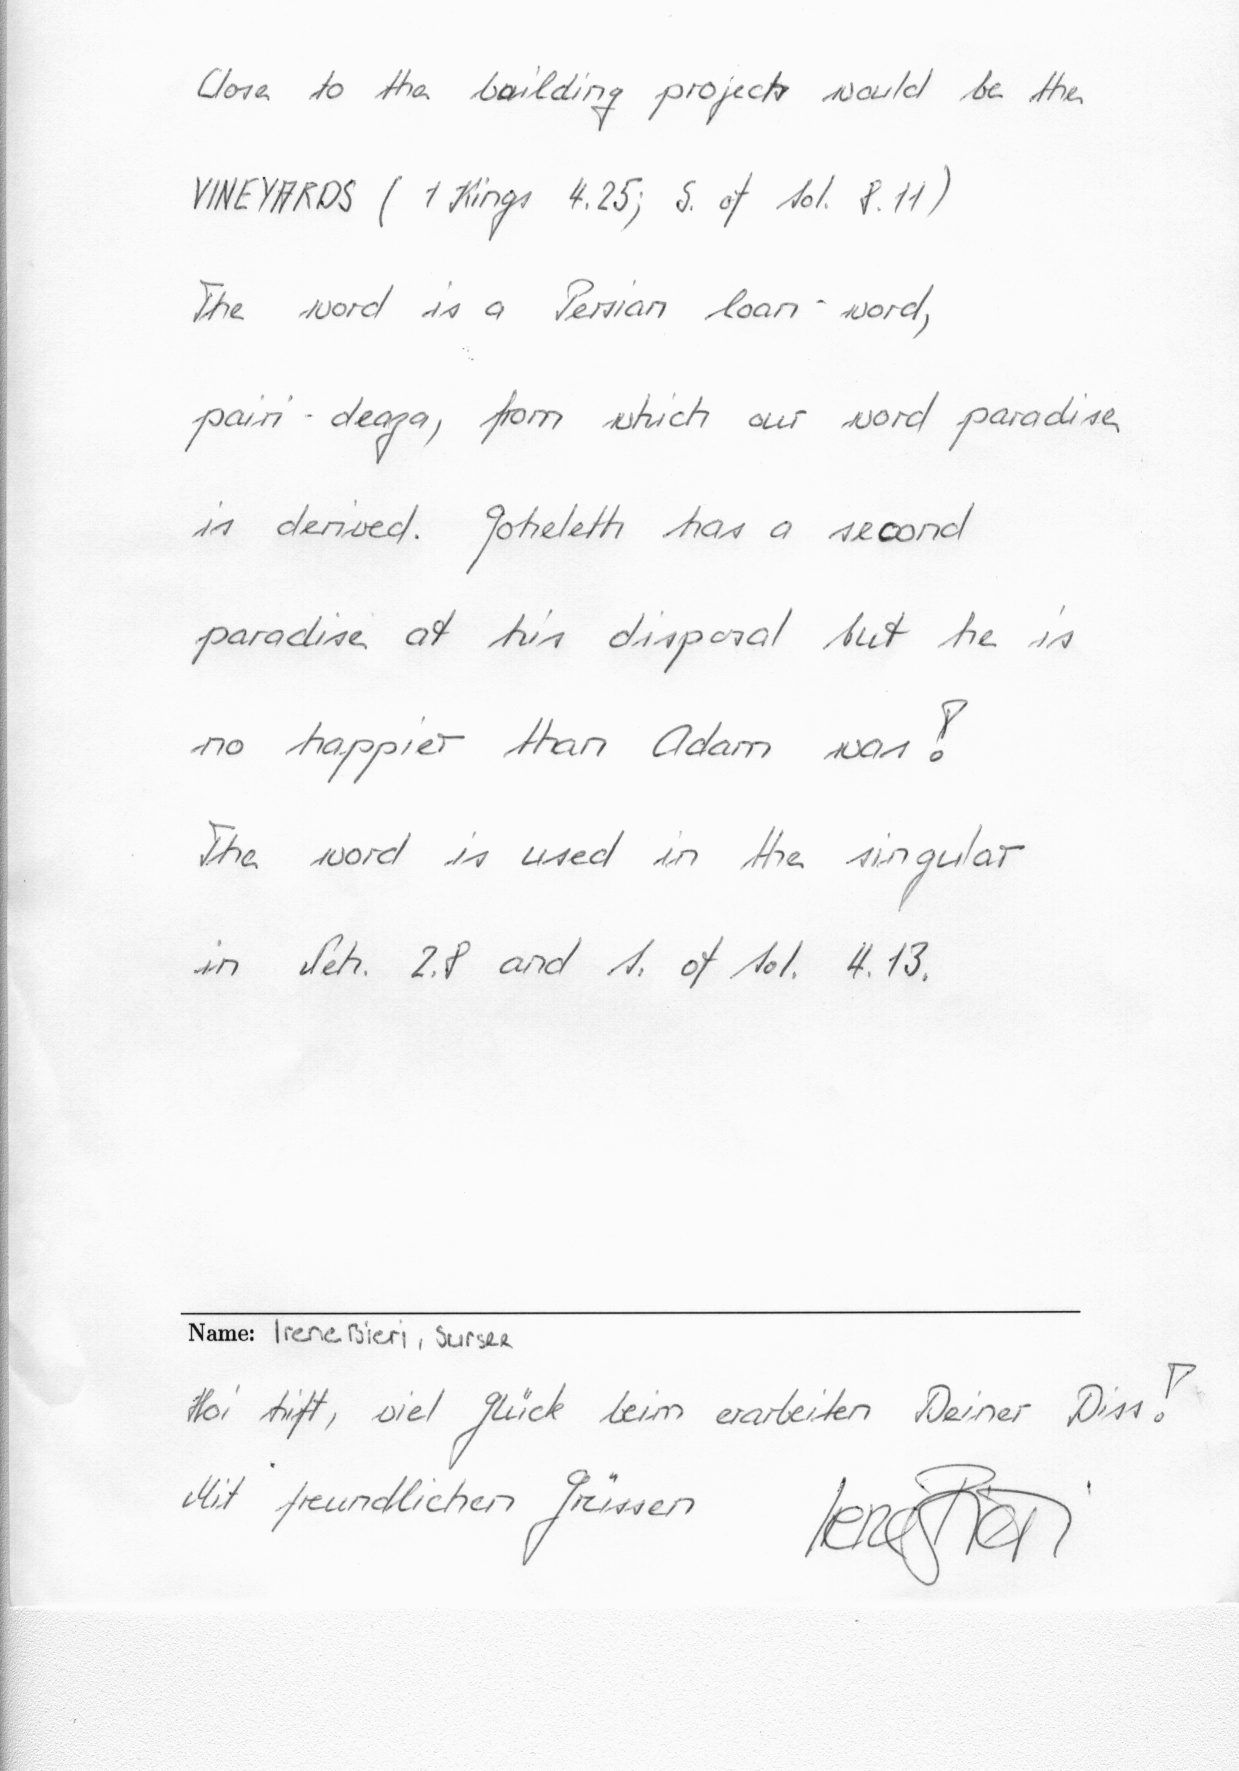 Close to the building projects would be the
VINEYARDS (1 Kings 4.25; S. of Sol. 8.11)
The word is a Persian loan-word,
pairi-deaza, from which our word paradise
is derived. Qoheleth has a second
paradise at his disposal but he is
no happier than Adam was!
The word is used in the singular
in Neh. 2.8 and S. of Sol. 4.13.
Name: Irene Bieri, Sursee
Hoi Stift, viel Glück beim erarbeiten Deiner Diss!
Mit freundlichen Grüssen Irene Bieri